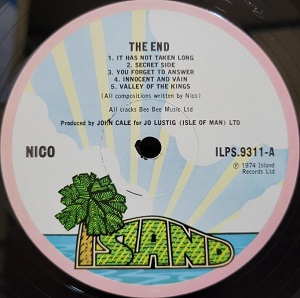 THE END
1. IT HAS NOT TAKEN LONG
2. SECRET SIDE
3. YOU FORGET TO ANSWER
4. INNOCENT AND VAIN
5. VALLEY OF THE KINGS
(All compositions written by Nico)
All tracks Bee Bee Music Ltd
Produced by JOHN CALE for JO LUSTIG (ISLE OF MAN) LTD
NICO
ILPS.9311-A
℗ 1974 Island
Records Ltd
ISLAND